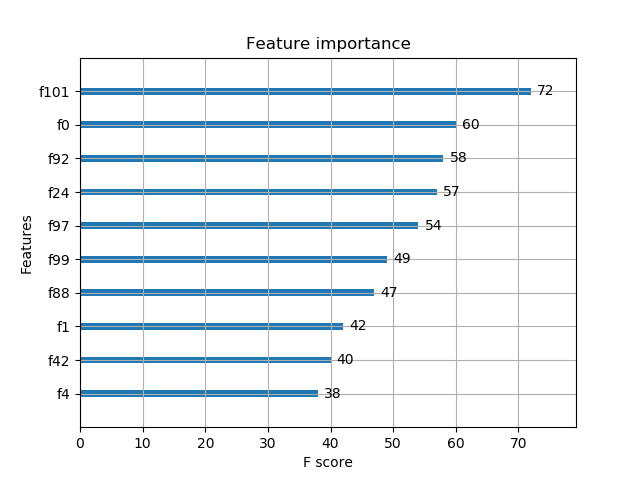 Feature importance
f101 72
f0 60
f92 58
f24 57
f97 54
f99 49
f88 47
f1 42
f42 40
f4 38
Features
0 10 20 30 40 50 60 70
F score